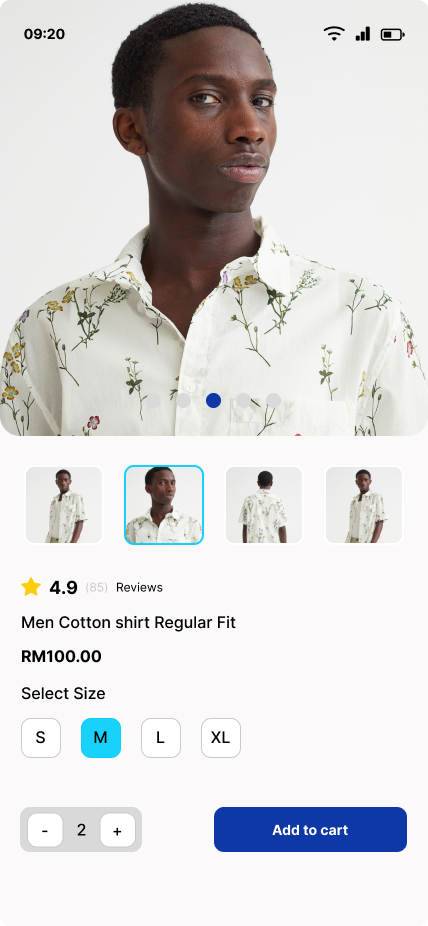 09:20
4.9 (85) Reviews
Men Cotton shirt Regular Fit
RM100.00
Select Size
S M L XL
- 2 + Add to cart